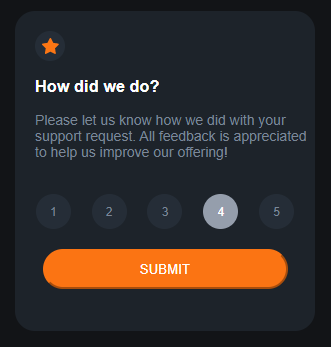 How did we do?
Please let us know how we did with your
support request. All feedback is appreciated
to help us improve our offering!
1 2 3 4 5
SUBMIT